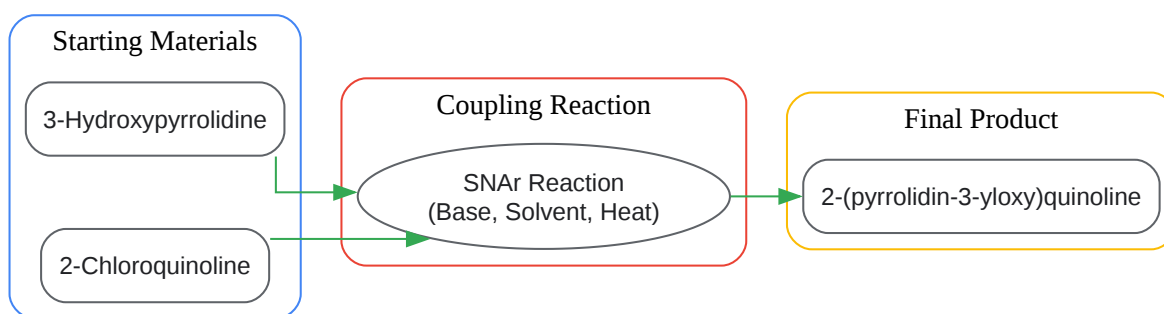 Starting Materials
3-Hydroxypyrrolidine
2-Chloroquinoline
Coupling Reaction
SNAr Reaction
(Base, Solvent, Heat)
Final Product
2-(pyrrolidin-3-yloxy)quinoline